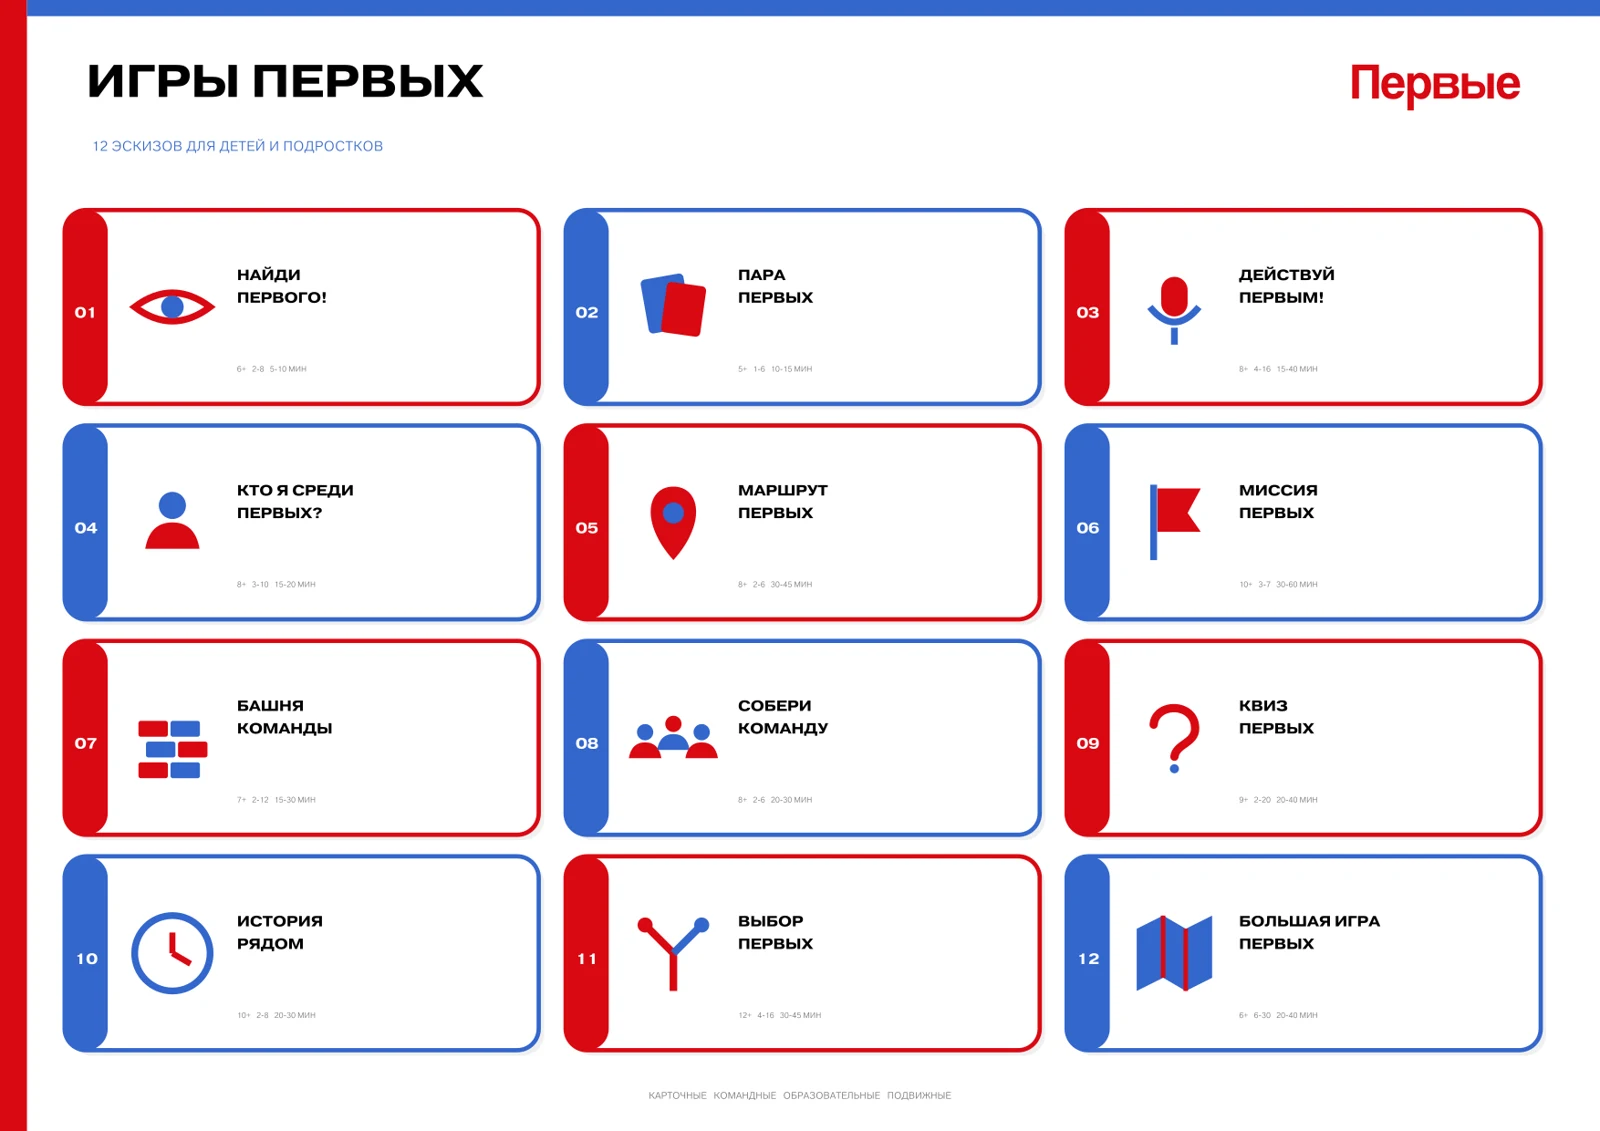 ИГРЫ ПЕРВЫХ
Первые
12 ЭСКИЗОВ ДЛЯ ДЕТЕЙ И ПОДРОСТКОВ
01
НАЙДИ
ПЕРВОГО!
6+ 2-8 5-10 МИН
02
ПАРА
ПЕРВЫХ
5+ 1-6 10-15 МИН
03
ДЕЙСТВУЙ
ПЕРВЫМ!
8+ 4-16 15-40 МИН
04
КТО Я СРЕДИ
ПЕРВЫХ?
8+ 3-10 15-20 МИН
05
МАРШРУТ
ПЕРВЫХ
8+ 2-6 30-45 МИН
06
МИССИЯ
ПЕРВЫХ
10+ 3-7 30-60 МИН
07
БАШНЯ
КОМАНДЫ
7+ 2-12 15-30 МИН
08
СОБЕРИ
КОМАНДУ
8+ 2-6 20-30 МИН
09
КВИЗ
ПЕРВЫХ
9+ 2-20 20-40 МИН
10
ИСТОРИЯ
РЯДОМ
10+ 2-8 20-30 МИН
11
ВЫБОР
ПЕРВЫХ
12+ 4-16 30-45 МИН
12
БОЛЬШАЯ ИГРА
ПЕРВЫХ
6+ 6-30 20-40 МИН
КАРТОЧНЫЕ КОМАНДНЫЕ ОБРАЗОВАТЕЛЬНЫЕ ПОДВИЖНЫЕ